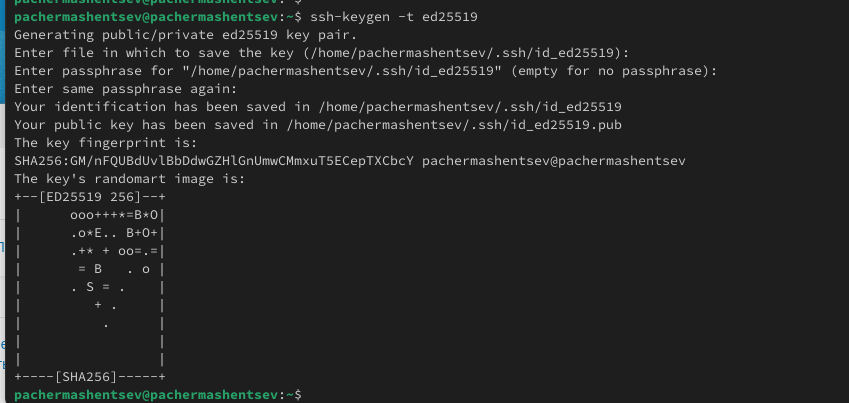 pachermashentsev@pachermashentsev:~$ ssh-keygen -t ed25519
Generating public/private ed25519 key pair.
Enter file in which to save the key (/home/pachermashentsev/.ssh/id_ed25519):
Enter passphrase for "/home/pachermashentsev/.ssh/id_ed25519" (empty for no passphrase):
Enter same passphrase again:
Your identification has been saved in /home/pachermashentsev/.ssh/id_ed25519
Your public key has been saved in /home/pachermashentsev/.ssh/id_ed25519.pub
The key fingerprint is:
SHA256:GM/nFQUBdUvlBbDdwGZHlGnUmwCMmxuT5ECepTXCbcY pachermashentsev@pachermashentsev
The key's randomart image is:
+--[ED25519 256]--+
|      ooo+++*=B*O|
|      .o*E.. B+O+|
|      .+* + oo=.=|
|       = B   . o |
|      . S = .    |
|         + .     |
|          .      |
|                 |
|                 |
+----[SHA256]-----+
pachermashentsev@pachermashentsev:~$